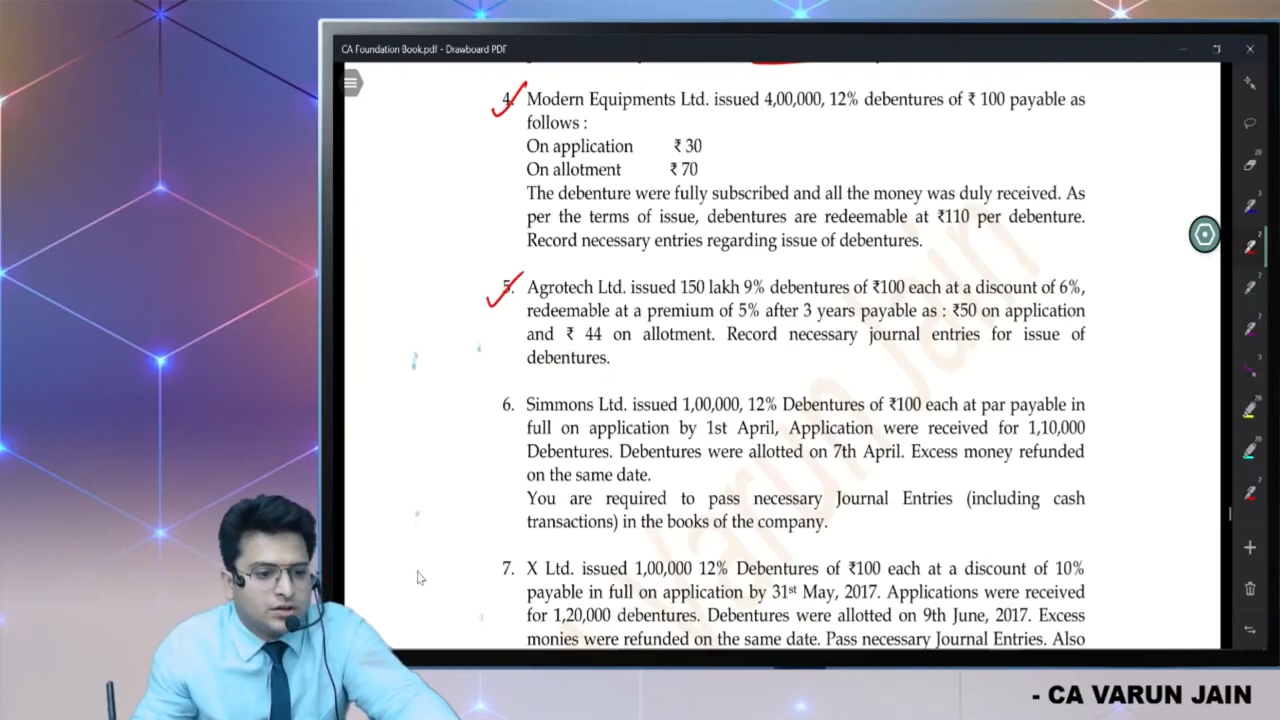 CA Foundation Book.pdf - Drawboard PDF
4. Modern Equipments Ltd. issued 4,00,000, 12% debentures of ₹ 100 payable as
follows :
On application ₹ 30
On allotment ₹ 70
The debenture were fully subscribed and all the money was duly received. As
per the terms of issue, debentures are redeemable at ₹110 per debenture.
Record necessary entries regarding issue of debentures.
5. Agrotech Ltd. issued 150 lakh 9% debentures of ₹100 each at a discount of 6%,
redeemable at a premium of 5% after 3 years payable as : ₹50 on application
and ₹ 44 on allotment. Record necessary journal entries for issue of
debentures.
6. Simmons Ltd. issued 1,00,000, 12% Debentures of ₹100 each at par payable in
full on application by 1st April, Application were received for 1,10,000
Debentures. Debentures were allotted on 7th April. Excess money refunded
on the same date.
You are required to pass necessary Journal Entries (including cash
transactions) in the books of the company.
7. X Ltd. issued 1,00,000 12% Debentures of ₹100 each at a discount of 10%
payable in full on application by 31st May, 2017. Applications were received
for 1,20,000 debentures. Debentures were allotted on 9th June, 2017. Excess
monies were refunded on the same date. Pass necessary Journal Entries. Also
Varun Jain
- CA VARUN JAIN